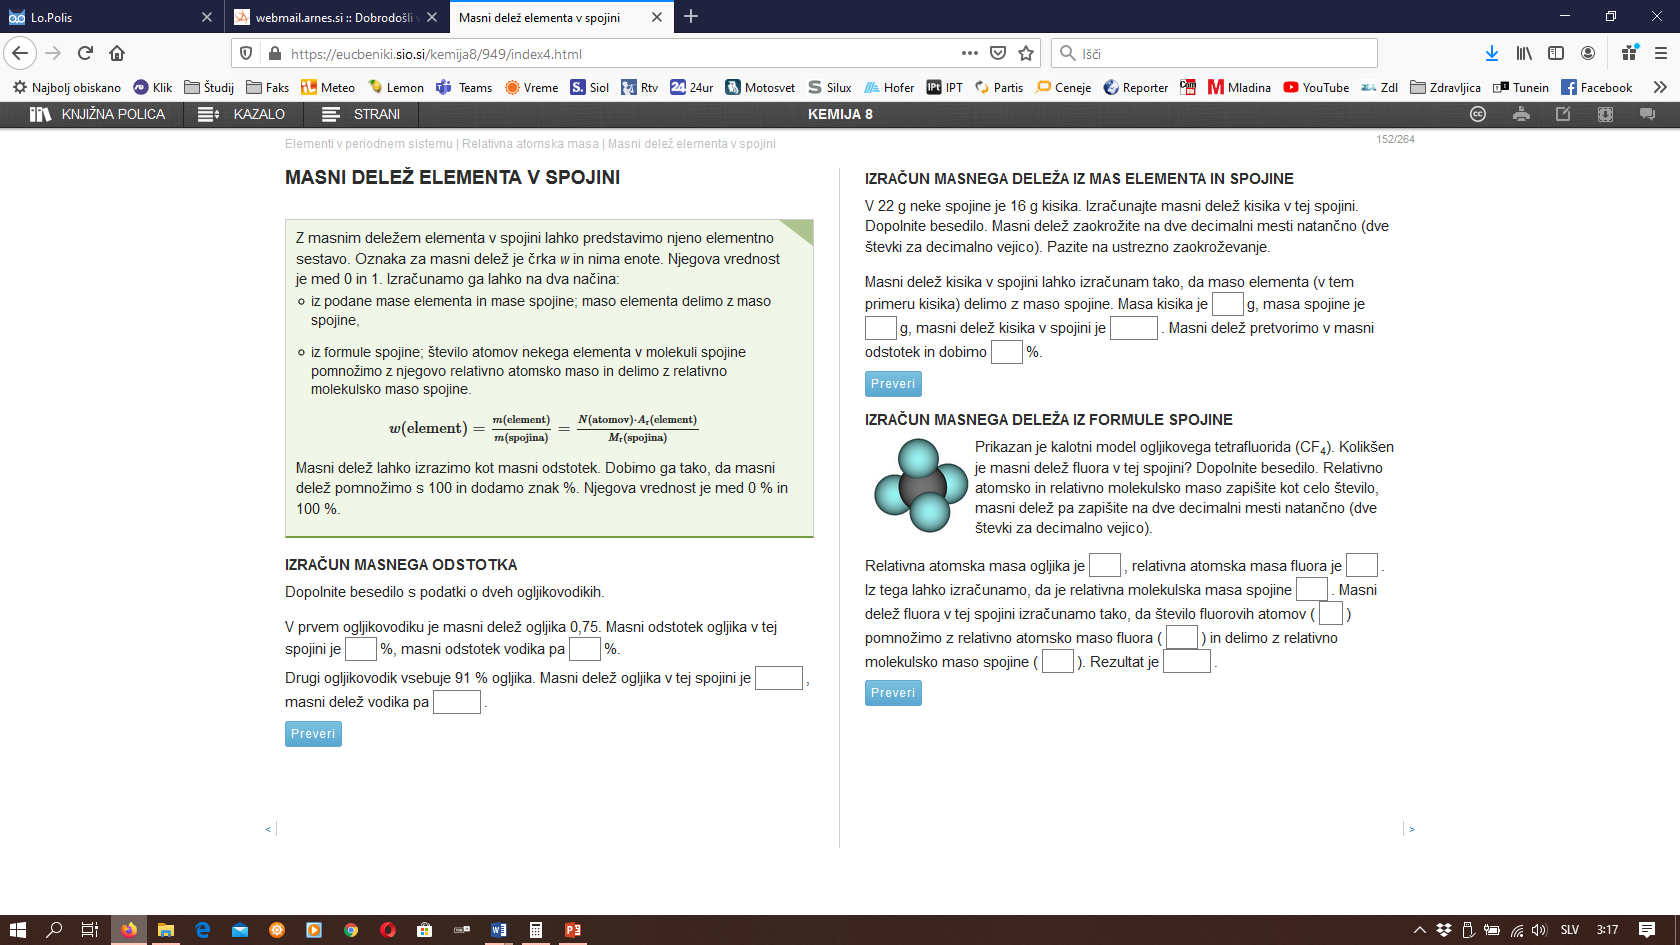 Lo.Polis
webmail.arnes.si :: Dobrodošli v
Masni delež elementa v spojini
https://eucbeniki.sio.si/kemija8/949/index4.html
Išči
Najbolj obiskano Klik Študij Faks Meteo Lemon Teams Vreme Siol Rtv 24ur Motosvet Silux Hofer IPT Partis Ceneje Reporter Mladina YouTube Zdl Zdravljica Tunein Facebook
KNJIŽNA POLICA KAZALO STRANI KEMIJA 8
Elementi v periodnem sistemu | Relativna atomska masa | Masni delež elementa v spojini
152/264
MASNI DELEŽ ELEMENTA V SPOJINI
Z masnim deležem elementa v spojini lahko predstavimo njeno elementno
sestavo. Oznaka za masni delež je črka w in nima enote. Njegova vrednost
je med 0 in 1. Izračunamo ga lahko na dva načina:
iz podane mase elementa in mase spojine; maso elementa delimo z maso
spojine,
iz formule spojine; število atomov nekega elementa v molekuli spojine
pomnožimo z njegovo relativno atomsko maso in delimo z relativno
molekulsko maso spojine.
w(element) = m(element)/m(spojina) = N(atomov)·Aᵣ(element)/Mᵣ(spojina)
Masni delež lahko izrazimo kot masni odstotek. Dobimo ga tako, da masni
delež pomnožimo s 100 in dodamo znak %. Njegova vrednost je med 0 % in
100 %.
IZRAČUN MASNEGA ODSTOTKA
Dopolnite besedilo s podatki o dveh ogljikovodikih.
V prvem ogljikovodiku je masni delež ogljika 0,75. Masni odstotek ogljika v tej
spojini je %, masni odstotek vodika pa %.
Drugi ogljikovodik vsebuje 91 % ogljika. Masni delež ogljika v tej spojini je ,
masni delež vodika pa .
Preveri
IZRAČUN MASNEGA DELEŽA IZ MAS ELEMENTA IN SPOJINE
V 22 g neke spojine je 16 g kisika. Izračunajte masni delež kisika v tej spojini.
Dopolnite besedilo. Masni delež zaokrožite na dve decimalni mesti natančno (dve
števki za decimalno vejico). Pazite na ustrezno zaokroževanje.
Masni delež kisika v spojini lahko izračunam tako, da maso elementa (v tem
primeru kisika) delimo z maso spojine. Masa kisika je g, masa spojine je
g, masni delež kisika v spojini je . Masni delež pretvorimo v masni
odstotek in dobimo %.
Preveri
IZRAČUN MASNEGA DELEŽA IZ FORMULE SPOJINE
Prikazan je kalotni model ogljikovega tetrafluorida (CF₄). Kolikšen
je masni delež fluora v tej spojini? Dopolnite besedilo. Relativno
atomsko in relativno molekulsko maso zapišite kot celo število,
masni delež pa zapišite na dve decimalni mesti natančno (dve
števki za decimalno vejico).
Relativna atomska masa ogljika je , relativna atomska masa fluora je .
Iz tega lahko izračunamo, da je relativna molekulska masa spojine . Masni
delež fluora v tej spojini izračunamo tako, da število fluorovih atomov ( )
pomnožimo z relativno atomsko maso fluora ( ) in delimo z relativno
molekulsko maso spojine ( ). Rezultat je .
Preveri
<
>
SLV 3:17